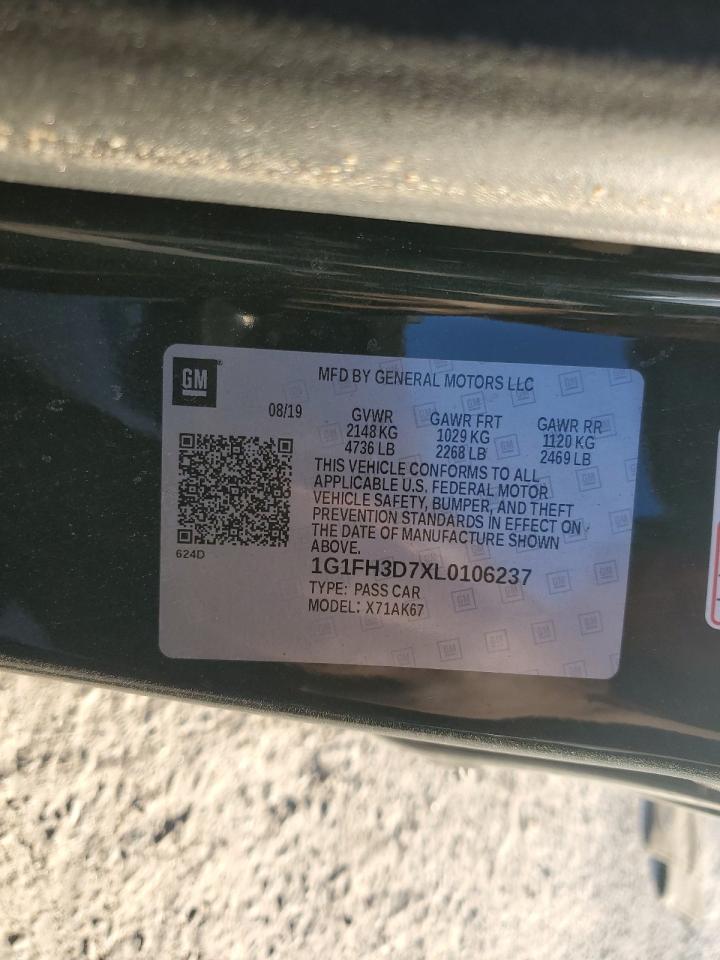 GM
MFD BY GENERAL MOTORS LLC
08/19
GVWR
2148 KG
4736 LB
GAWR FRT
1029 KG
2268 LB
GAWR RR
1120 KG
2469 LB
THIS VEHICLE CONFORMS TO ALL
APPLICABLE U.S. FEDERAL MOTOR
VEHICLE SAFETY, BUMPER, AND THEFT
PREVENTION STANDARDS IN EFFECT ON
THE DATE OF MANUFACTURE SHOWN
ABOVE.
624D
1G1FH3D7XL0106237
TYPE: PASS CAR
MODEL: X71AK67